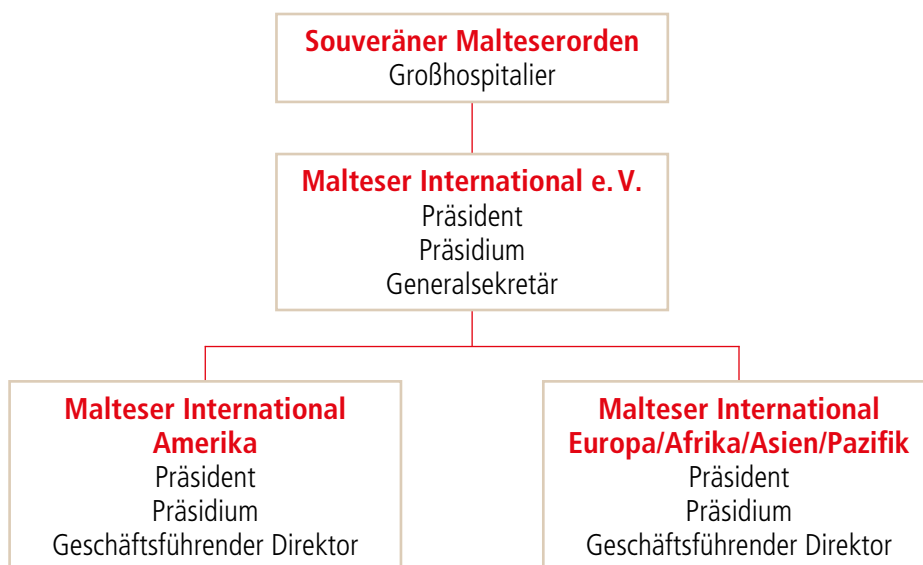 Souveräner Malteserorden
Großhospitalier
Malteser International e. V.
Präsident
Präsidium
Generalsekretär
Malteser International
Amerika
Präsident
Präsidium
Geschäftsführender Direktor
Malteser International
Europa/Afrika/Asien/Pazifik
Präsident
Präsidium
Geschäftsführender Direktor